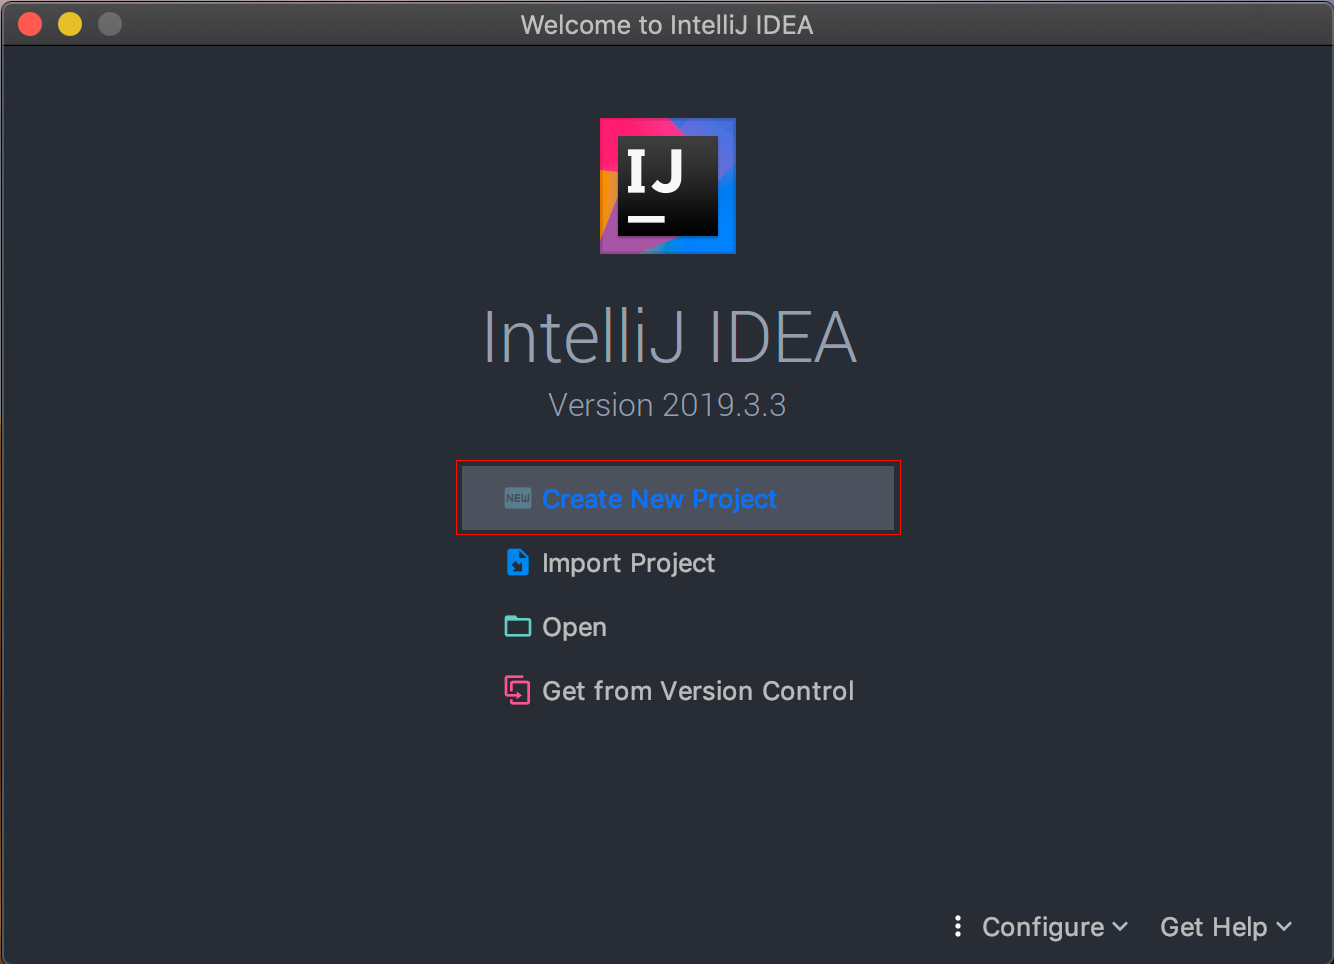 Welcome to IntelliJ IDEA
IJ
IntelliJ IDEA
Version 2019.3.3
NEW Create New Project
Import Project
Open
Get from Version Control
Configure Get Help